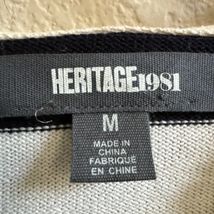 HERITAGE1981
M
MADE IN
CHINA
FABRIQUÉ
EN CHINE